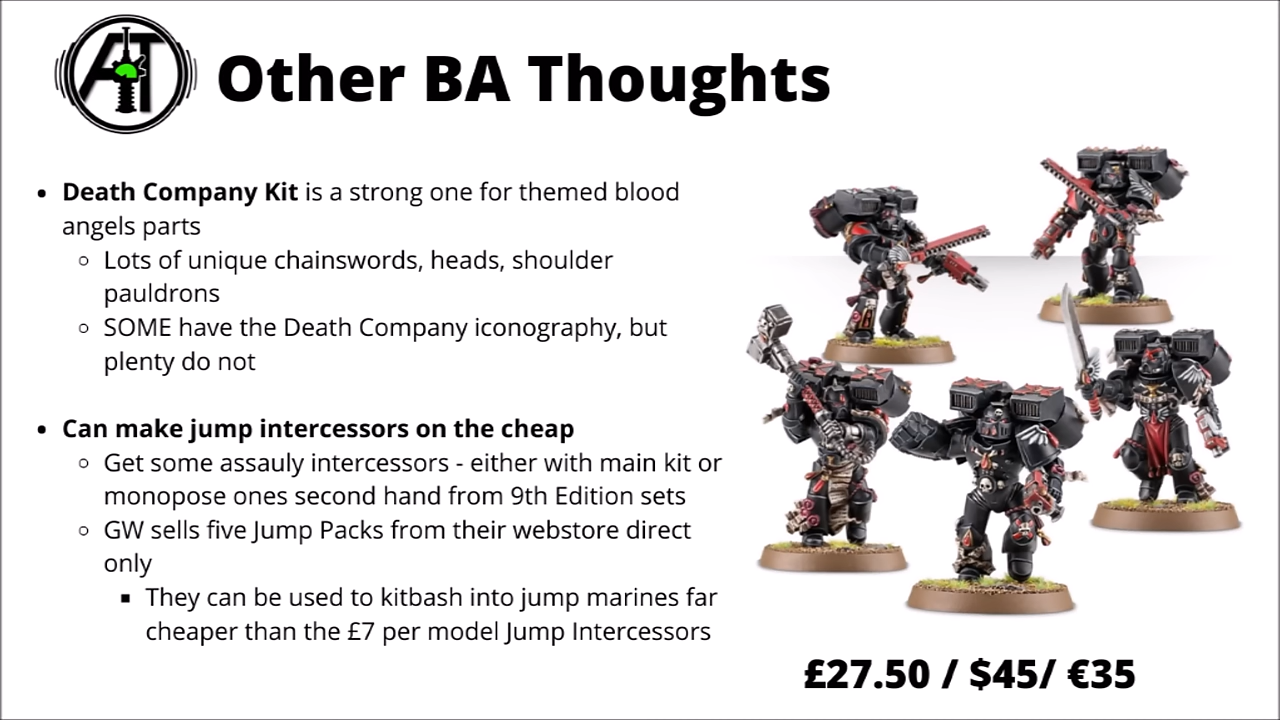 AT
Other BA Thoughts
• Death Company Kit is a strong one for themed blood
angels parts
◦ Lots of unique chainswords, heads, shoulder
pauldrons
◦ SOME have the Death Company iconography, but
plenty do not
• Can make jump intercessors on the cheap
◦ Get some assauly intercessors - either with main kit or
monopose ones second hand from 9th Edition sets
◦ GW sells five Jump Packs from their webstore direct
only
▪ They can be used to kitbash into jump marines far
cheaper than the £7 per model Jump Intercessors
£27.50 / $45/ €35